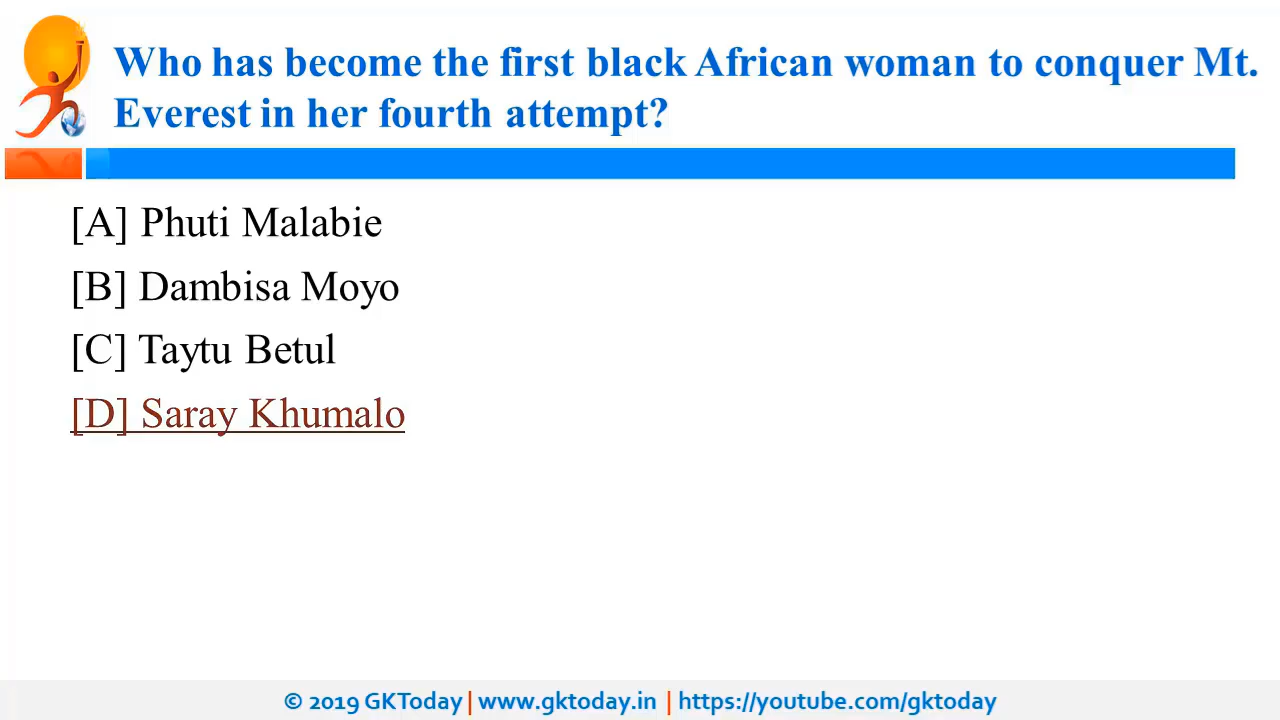 Who has become the first black African woman to conquer Mt.
Everest in her fourth attempt?
[A] Phuti Malabie
[B] Dambisa Moyo
[C] Taytu Betul
[D] Saray Khumalo
© 2019 GKToday | www.gktoday.in | https://youtube.com/gktoday